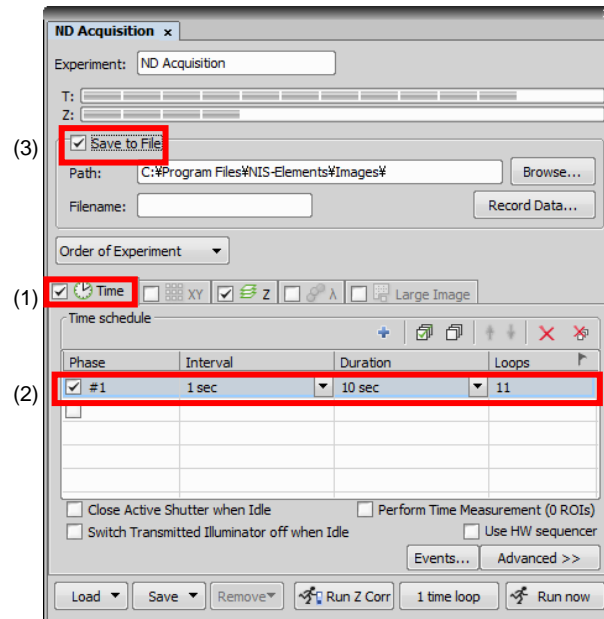 ND Acquisition x
Experiment: ND Acquisition
T:
Z:
(3) Save to File
Path: C:¥Program Files¥NIS-Elements¥Images¥ Browse...
Filename: Record Data...
Order of Experiment
(1) Time XY Z λ Large Image
Time schedule
Phase Interval Duration Loops
(2) #1 1 sec 10 sec 11
Close Active Shutter when Idle Perform Time Measurement (0 ROIs)
Switch Transmitted Illuminator off when Idle Use HW sequencer
Events... Advanced >>
Load Save Remove Run Z Corr 1 time loop Run now